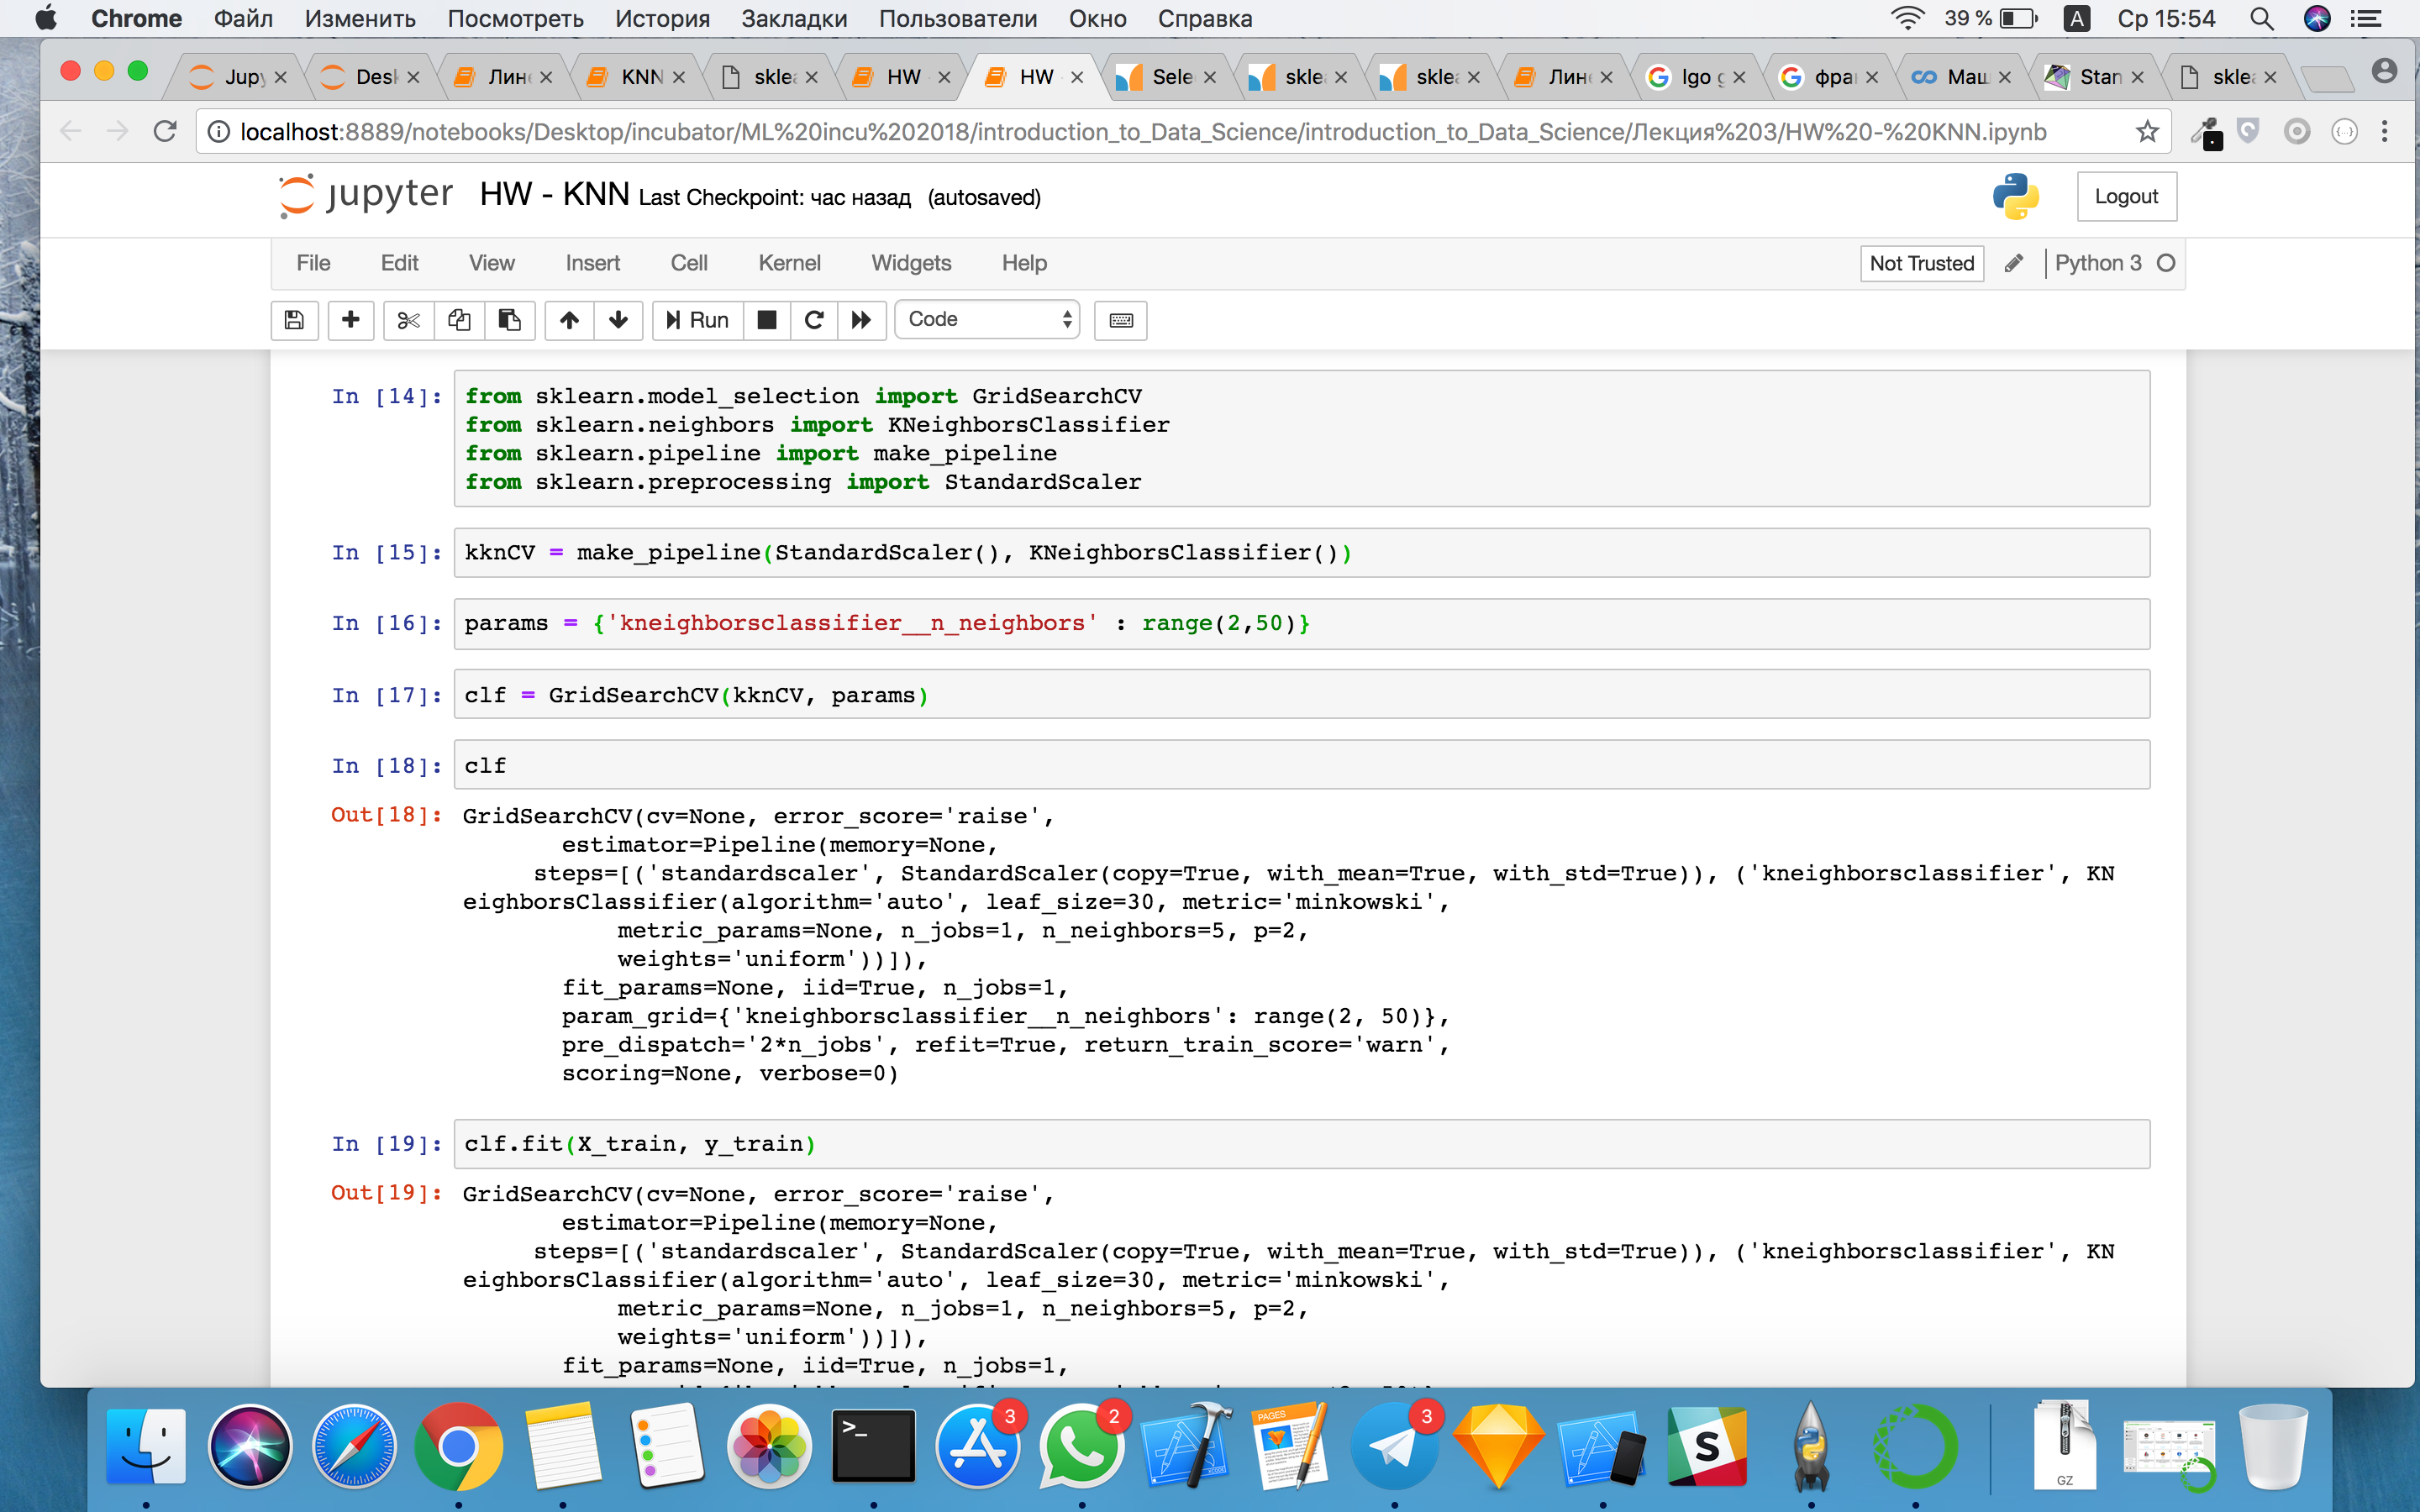 Chrome Файл Изменить Посмотреть История Закладки Пользователи Окно Справка 39 % A Ср 15:54
Jupy Desk Лин KNN skle HW HW Sele skle skle Лин Igo g фра Маш Stan skle
localhost:8889/notebooks/Desktop/incubator/ML%20incu%202018/introduction_to_Data_Science/introduction_to_Data_Science/Лекция%203/HW%20-%20KNN.ipynb
jupyter HW - KNN Last Checkpoint: час назад (autosaved) Logout
File Edit View Insert Cell Kernel Widgets Help Not Trusted Python 3
Run Code
In [14]: from sklearn.model_selection import GridSearchCV
from sklearn.neighbors import KNeighborsClassifier
from sklearn.pipeline import make_pipeline
from sklearn.preprocessing import StandardScaler
In [15]: kknCV = make_pipeline(StandardScaler(), KNeighborsClassifier())
In [16]: params = {'kneighborsclassifier__n_neighbors' : range(2,50)}
In [17]: clf = GridSearchCV(kknCV, params)
In [18]: clf
Out[18]: GridSearchCV(cv=None, error_score='raise',
estimator=Pipeline(memory=None,
steps=[('standardscaler', StandardScaler(copy=True, with_mean=True, with_std=True)), ('kneighborsclassifier', KN
eighborsClassifier(algorithm='auto', leaf_size=30, metric='minkowski',
metric_params=None, n_jobs=1, n_neighbors=5, p=2,
weights='uniform'))]),
fit_params=None, iid=True, n_jobs=1,
param_grid={'kneighborsclassifier__n_neighbors': range(2, 50)},
pre_dispatch='2*n_jobs', refit=True, return_train_score='warn',
scoring=None, verbose=0)
In [19]: clf.fit(X_train, y_train)
Out[19]: GridSearchCV(cv=None, error_score='raise',
estimator=Pipeline(memory=None,
steps=[('standardscaler', StandardScaler(copy=True, with_mean=True, with_std=True)), ('kneighborsclassifier', KN
eighborsClassifier(algorithm='auto', leaf_size=30, metric='minkowski',
metric_params=None, n_jobs=1, n_neighbors=5, p=2,
weights='uniform'))]),
fit_params=None, iid=True, n_jobs=1,
3 2 PAGES 3 S GZ